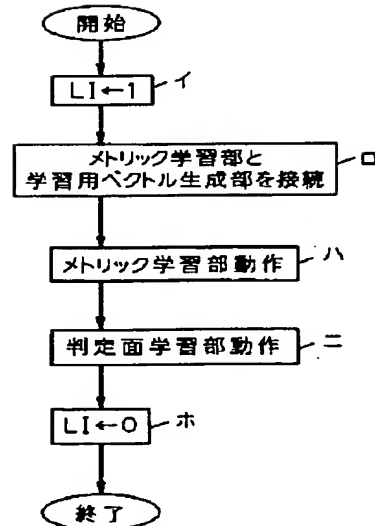 開始
LI←1 イ
メトリック学習部と ロ
学習用ベクトル生成部を接続
メトリック学習部動作 ハ
判定面学習部動作 ニ
LI←0 ホ
終了